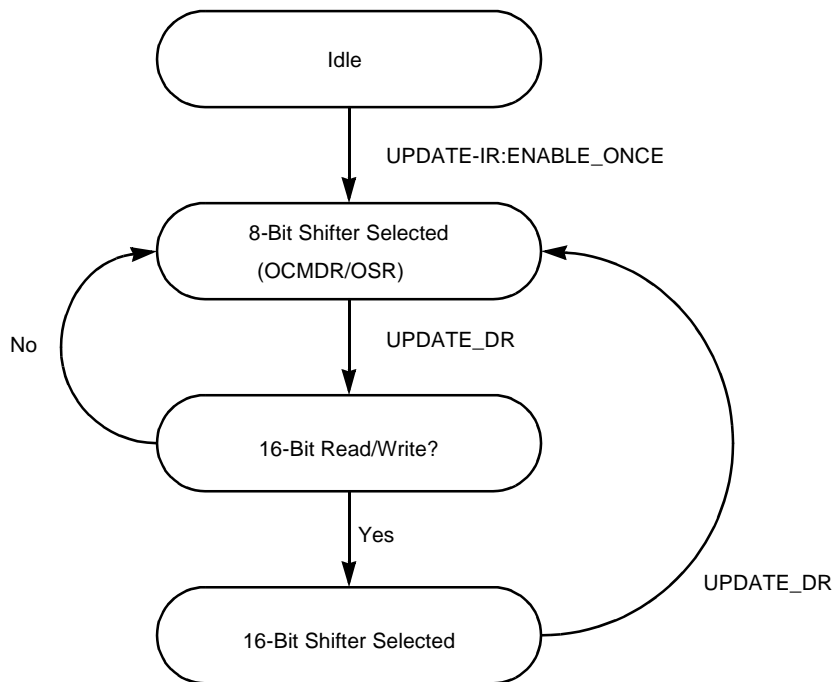 Idle
UPDATE-IR:ENABLE_ONCE
8-Bit Shifter Selected
(OCMDR/OSR)
UPDATE_DR
No
16-Bit Read/Write?
Yes
UPDATE_DR
16-Bit Shifter Selected